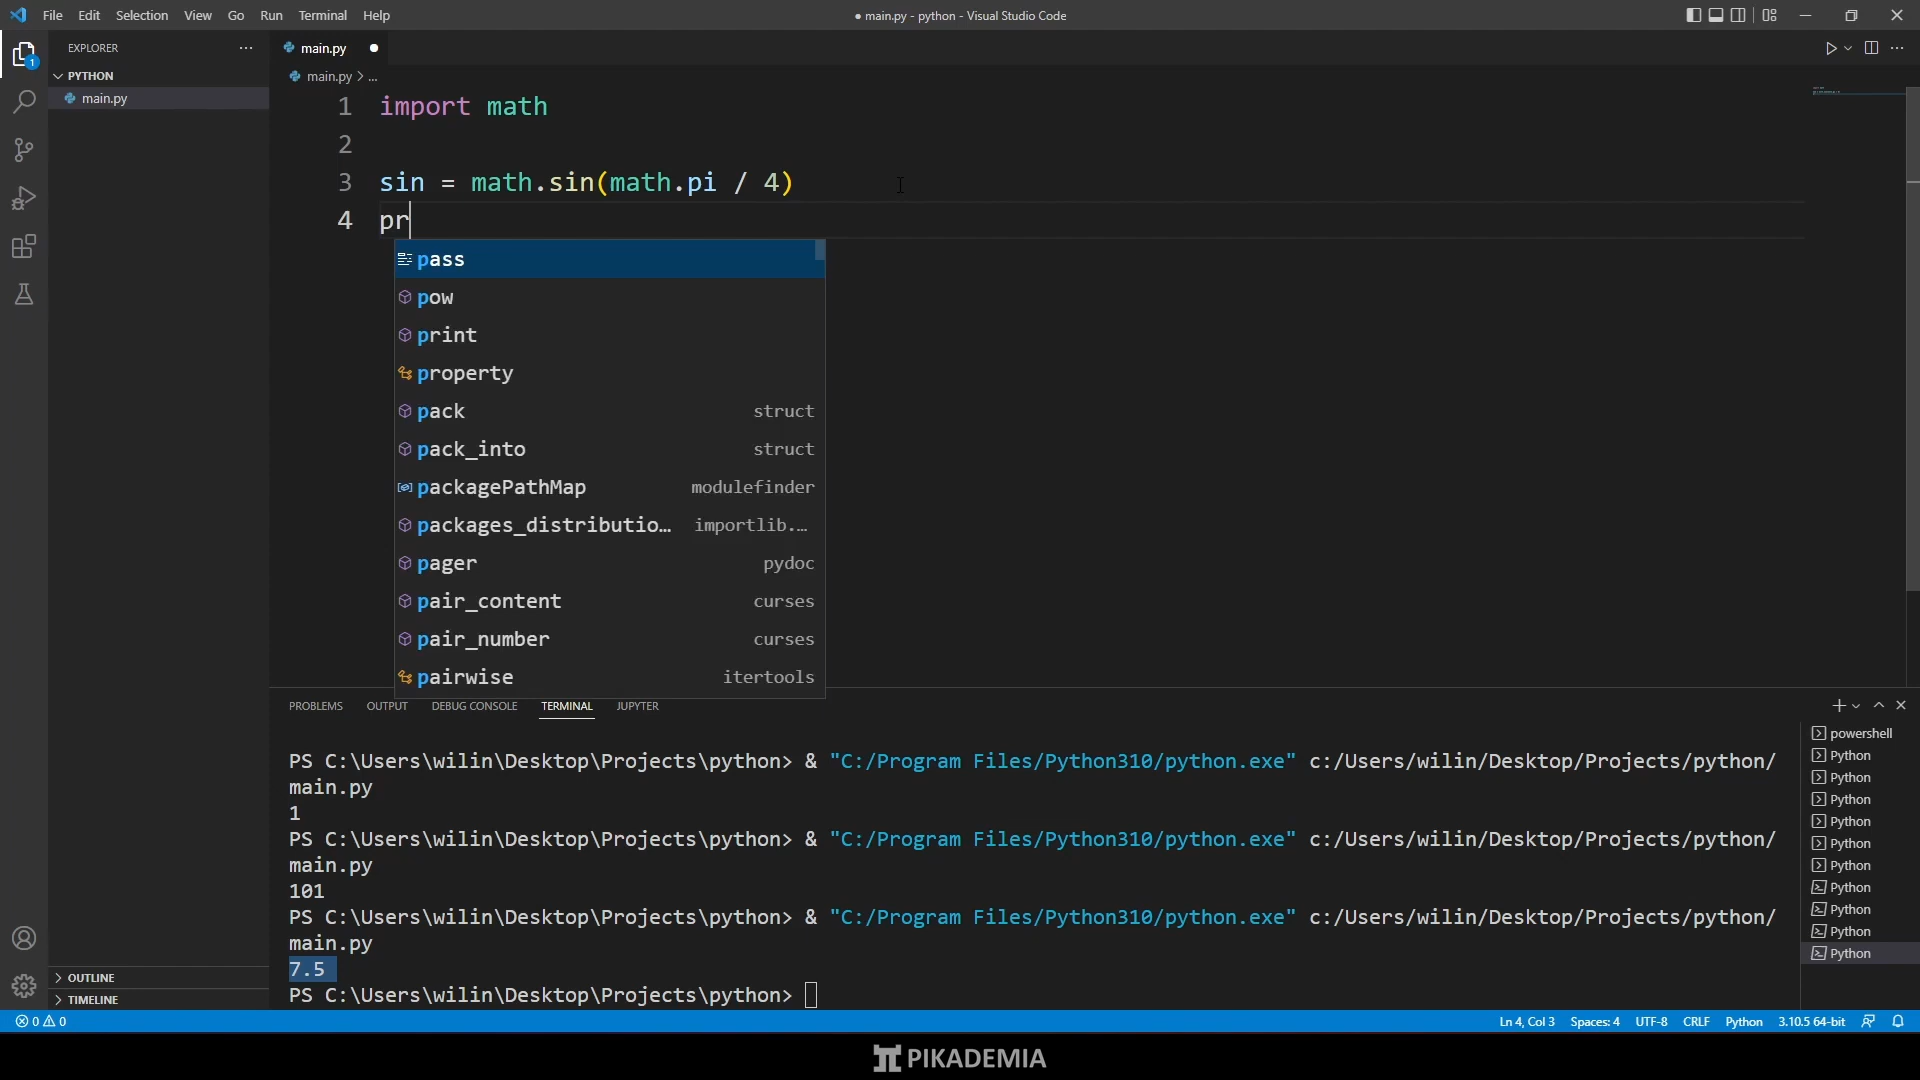 File Edit Selection View Go Run Terminal Help
● main.py - python - Visual Studio Code
EXPLORER
PYTHON
main.py
1
main.py
main.py > ...
1 import math
2
3 sin = math.sin(math.pi / 4)
4 pr
pass
pow
print
property
pack struct
pack_into struct
packagePathMap modulefinder
packages_distributio… importlib.…
pager pydoc
pair_content curses
pair_number curses
pairwise itertools
PROBLEMS OUTPUT DEBUG CONSOLE TERMINAL JUPYTER
PS C:\Users\wilin\Desktop\Projects\python> & "C:/Program Files/Python310/python.exe" c:/Users/wilin/Desktop/Projects/python/
main.py
1
PS C:\Users\wilin\Desktop\Projects\python> & "C:/Program Files/Python310/python.exe" c:/Users/wilin/Desktop/Projects/python/
main.py
101
PS C:\Users\wilin\Desktop\Projects\python> & "C:/Program Files/Python310/python.exe" c:/Users/wilin/Desktop/Projects/python/
main.py
7.5
PS C:\Users\wilin\Desktop\Projects\python>
powershell
Python
Python
Python
Python
Python
Python
Python
Python
Python
Python
OUTLINE
TIMELINE
0 0
Ln 4, Col 3 Spaces: 4 UTF-8 CRLF Python 3.10.5 64-bit
PIKADEMIA